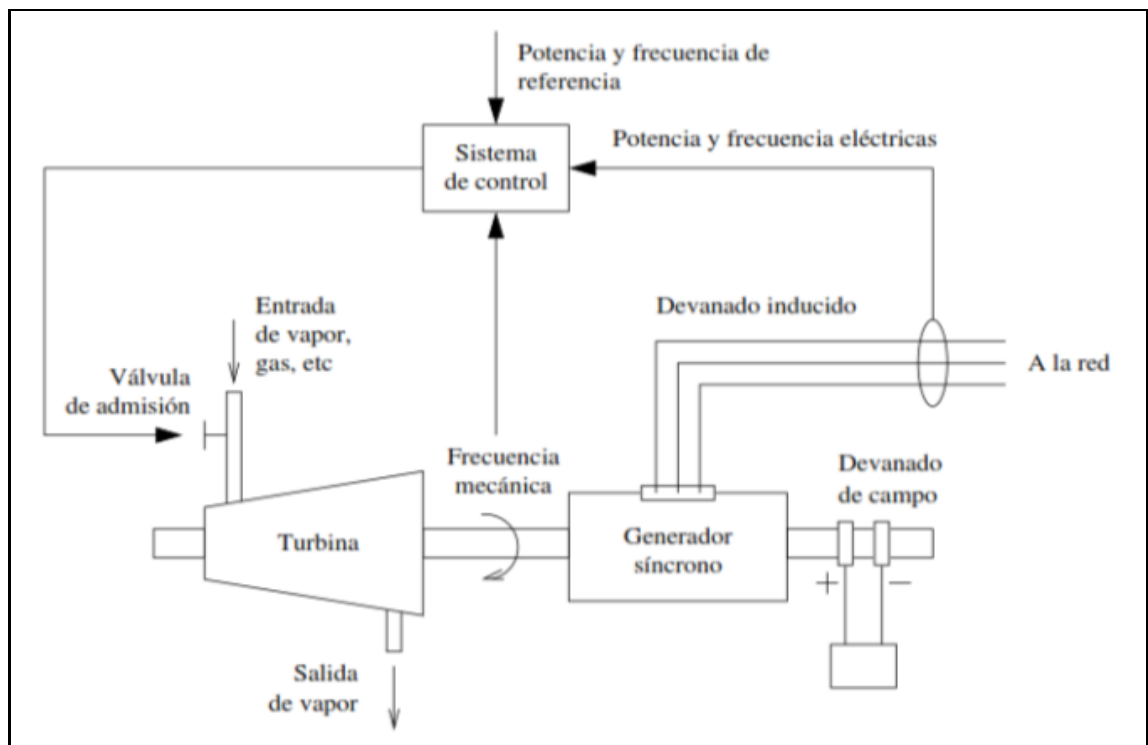 Potencia y frecuencia de
referencia
Potencia y frecuencia eléctricas
Sistema
de control
Entrada
de vapor,
gas, etc
Devanado inducido
A la red
Válvula
de admisión
Frecuencia
mecánica
Devanado
de campo
Turbina
Generador
síncrono
+ −
Salida
de vapor